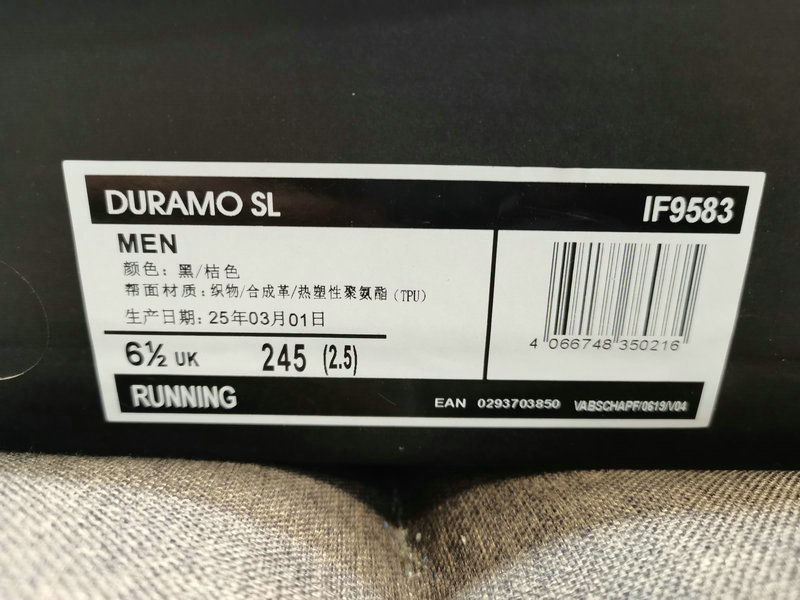 DURAMO SL IF9583
MEN
颜色：黑/桔色
帮面材质：织物/合成革/热塑性聚氨酯（TPU）
生产日期：25年03月01日
6½ UK 245 (2.5)
4 066748 350216
RUNNING EAN 0293703850 VABSCHAPF/0619/V04